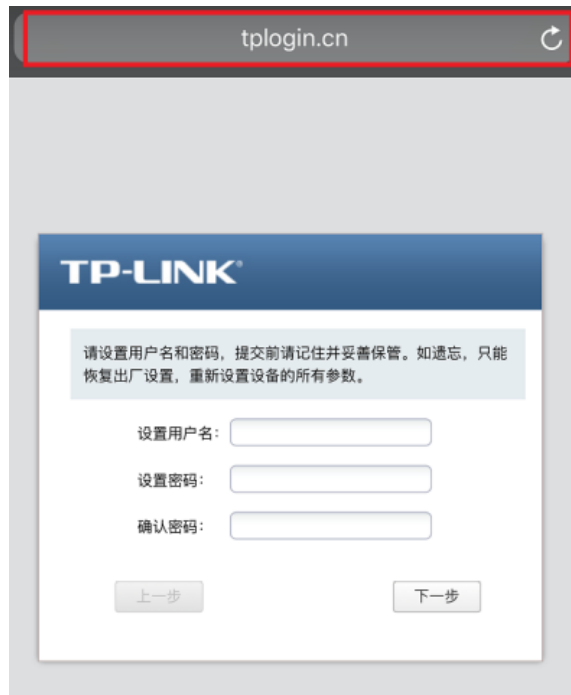 tplogin.cn
TP-LINK®
请设置用户名和密码，提交前请记住并妥善保管。如遗忘，只能
恢复出厂设置，重新设置设备的所有参数。
设置用户名：
设置密码：
确认密码：
上一步 下一步